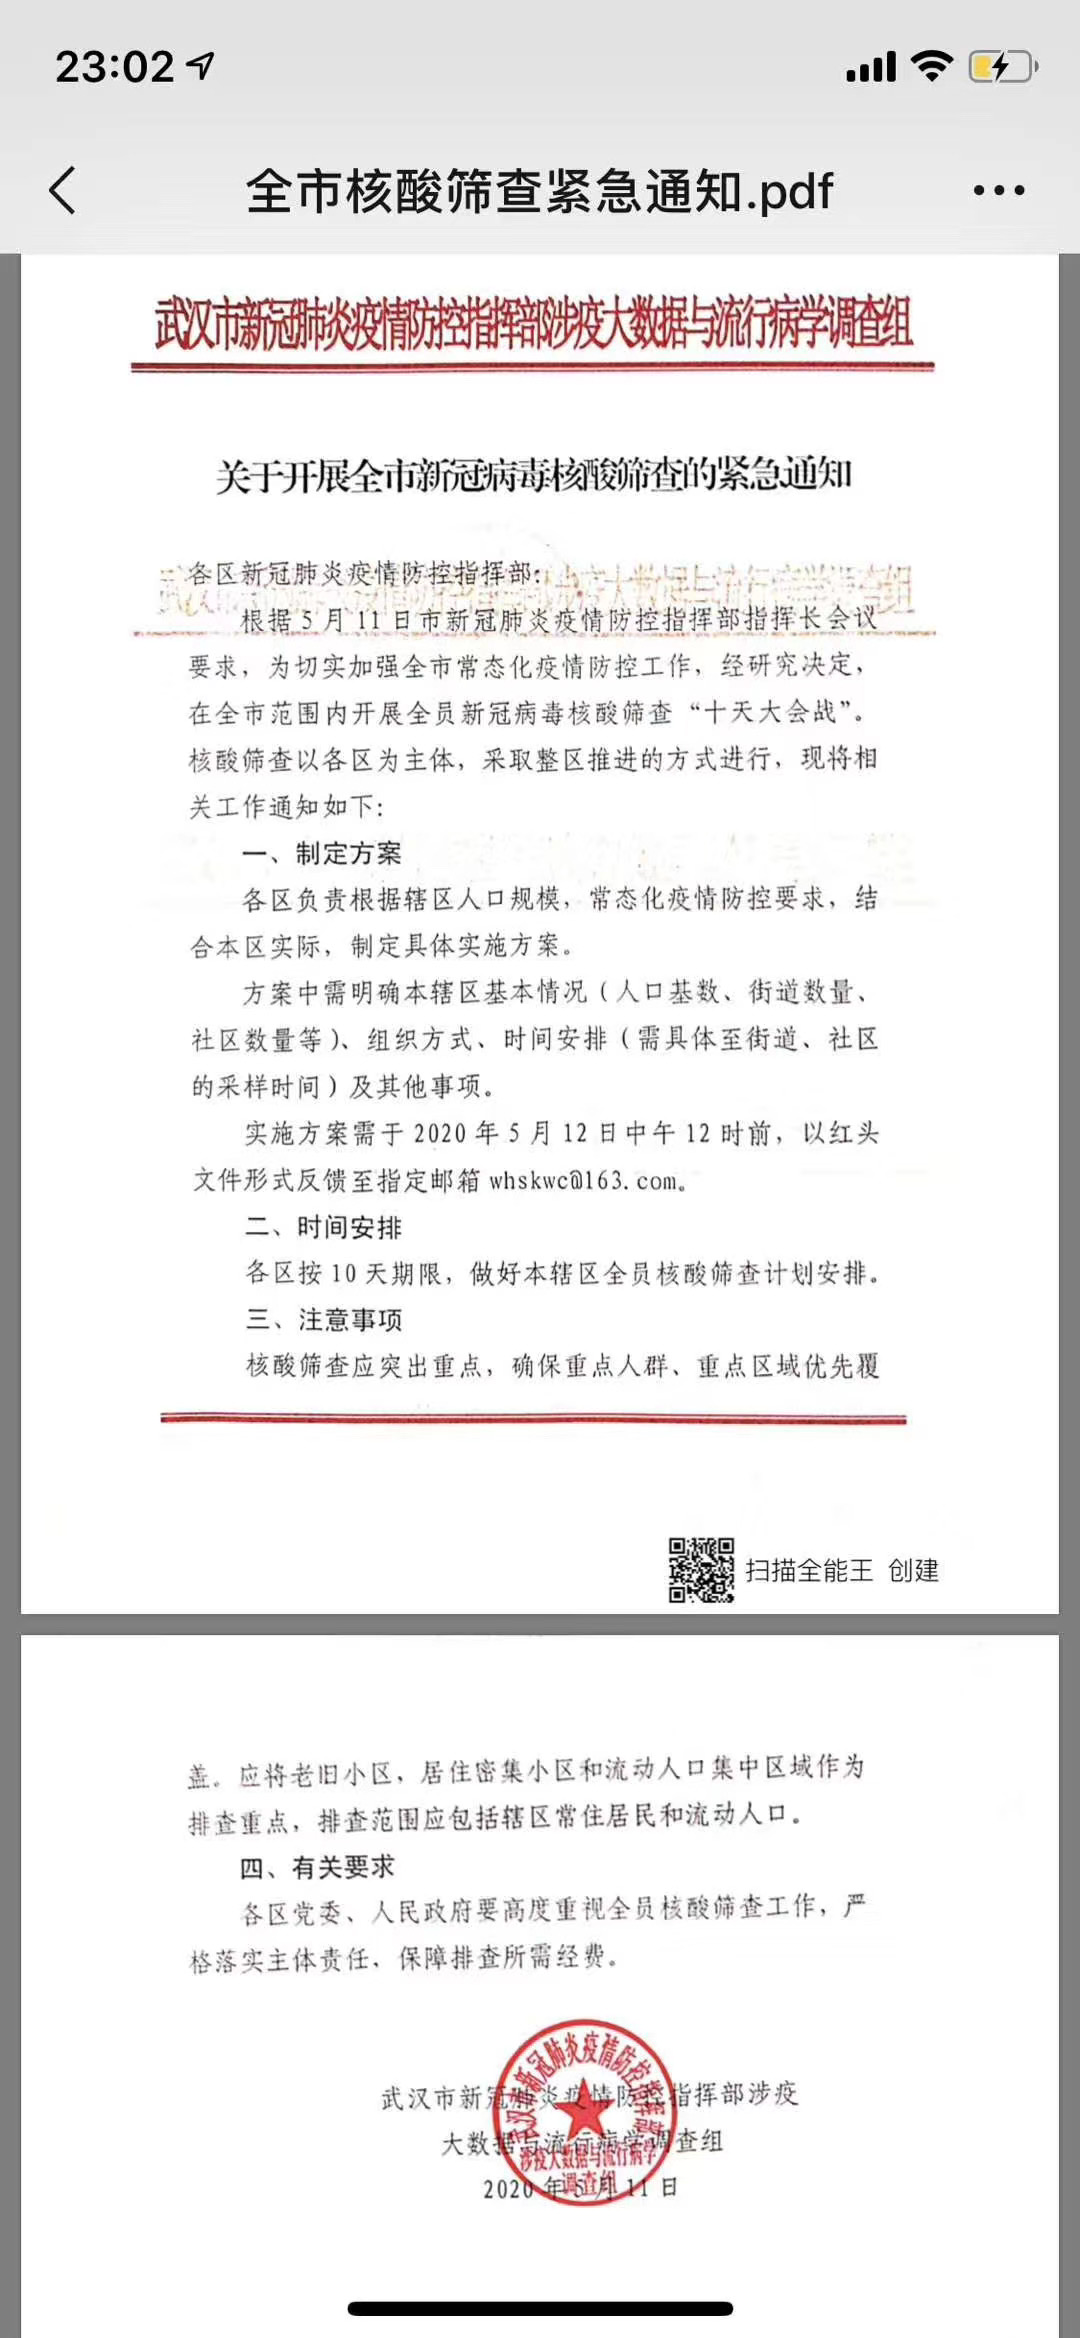 23:02
全市核酸筛查紧急通知.pdf
武汉市新冠肺炎疫情防控指挥部涉疫大数据与流行病学调查组
关于开展全市新冠病毒核酸筛查的紧急通知
各区新冠肺炎疫情防控指挥部：
根据 5 月 11 日市新冠肺炎疫情防控指挥部指挥长会议
要求，为切实加强全市常态化疫情防控工作，经研究决定，
在全市范围内开展全员新冠病毒核酸筛查“十天大会战”。
核酸筛查以各区为主体，采取整区推进的方式进行，现将相
关工作通知如下：
一、制定方案
各区负责根据辖区人口规模，常态化疫情防控要求，结
合本区实际，制定具体实施方案。
方案中需明确本辖区基本情况（人口基数、街道数量、
社区数量等）、组织方式、时间安排（需具体至街道、社区
的采样时间）及其他事项。
实施方案需于 2020 年 5 月 12 日中午 12 时前，以红头
文件形式反馈至指定邮箱 whskwc@163.com。
二、时间安排
各区按 10 天期限，做好本辖区全员核酸筛查计划安排。
三、注意事项
核酸筛查应突出重点，确保重点人群、重点区域优先覆
扫描全能王 创建
盖。应将老旧小区，居住密集小区和流动人口集中区域作为
排查重点，排查范围应包括辖区常住居民和流动人口。
四、有关要求
各区党委、人民政府要高度重视全员核酸筛查工作，严
格落实主体责任，保障排查所需经费。
武汉市新冠肺炎疫情防控指挥部涉疫
大数据与流行病学调查组
2020 年 5 月 11 日
武汉市新冠肺炎疫情防控指挥部
涉疫大数据与流行病学
调查组